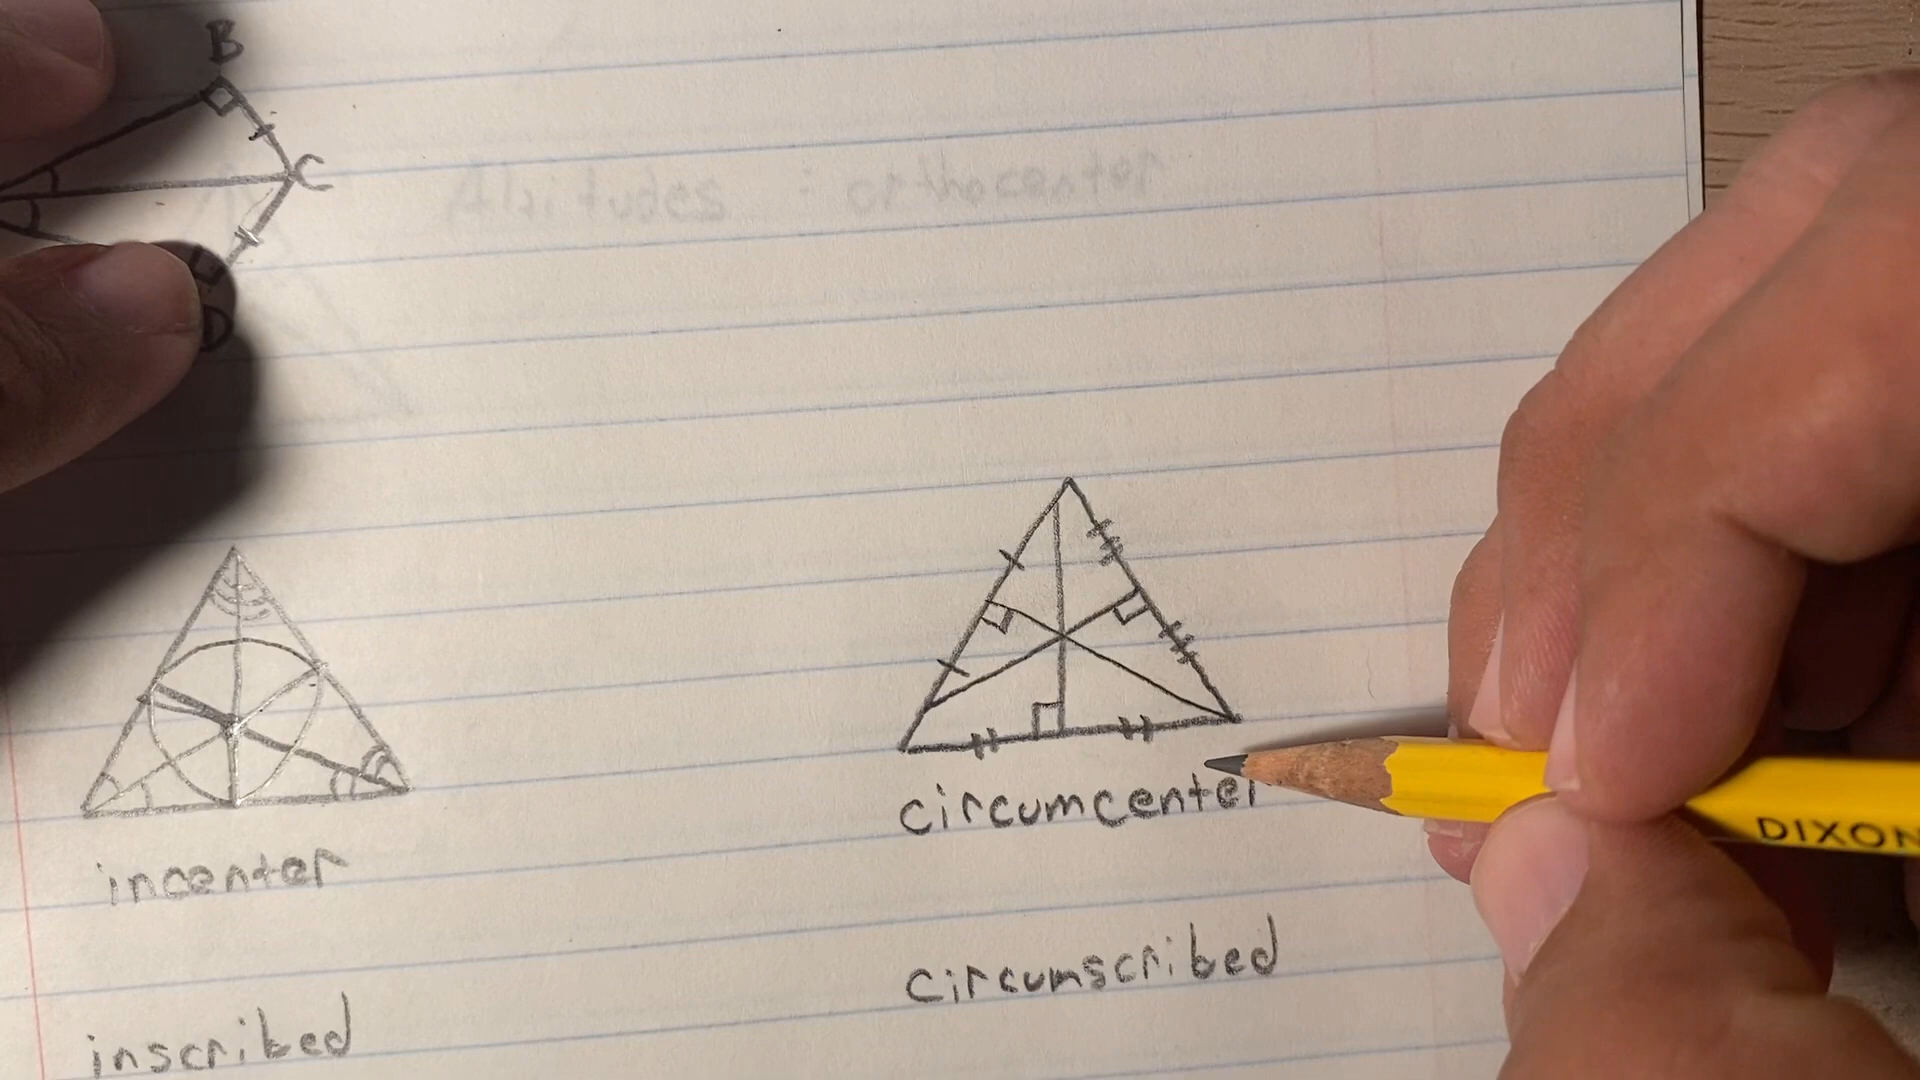 B
C
D
Altitudes : orthocenter
circumcenter
incenter
circumscribed
inscribed
DIXON